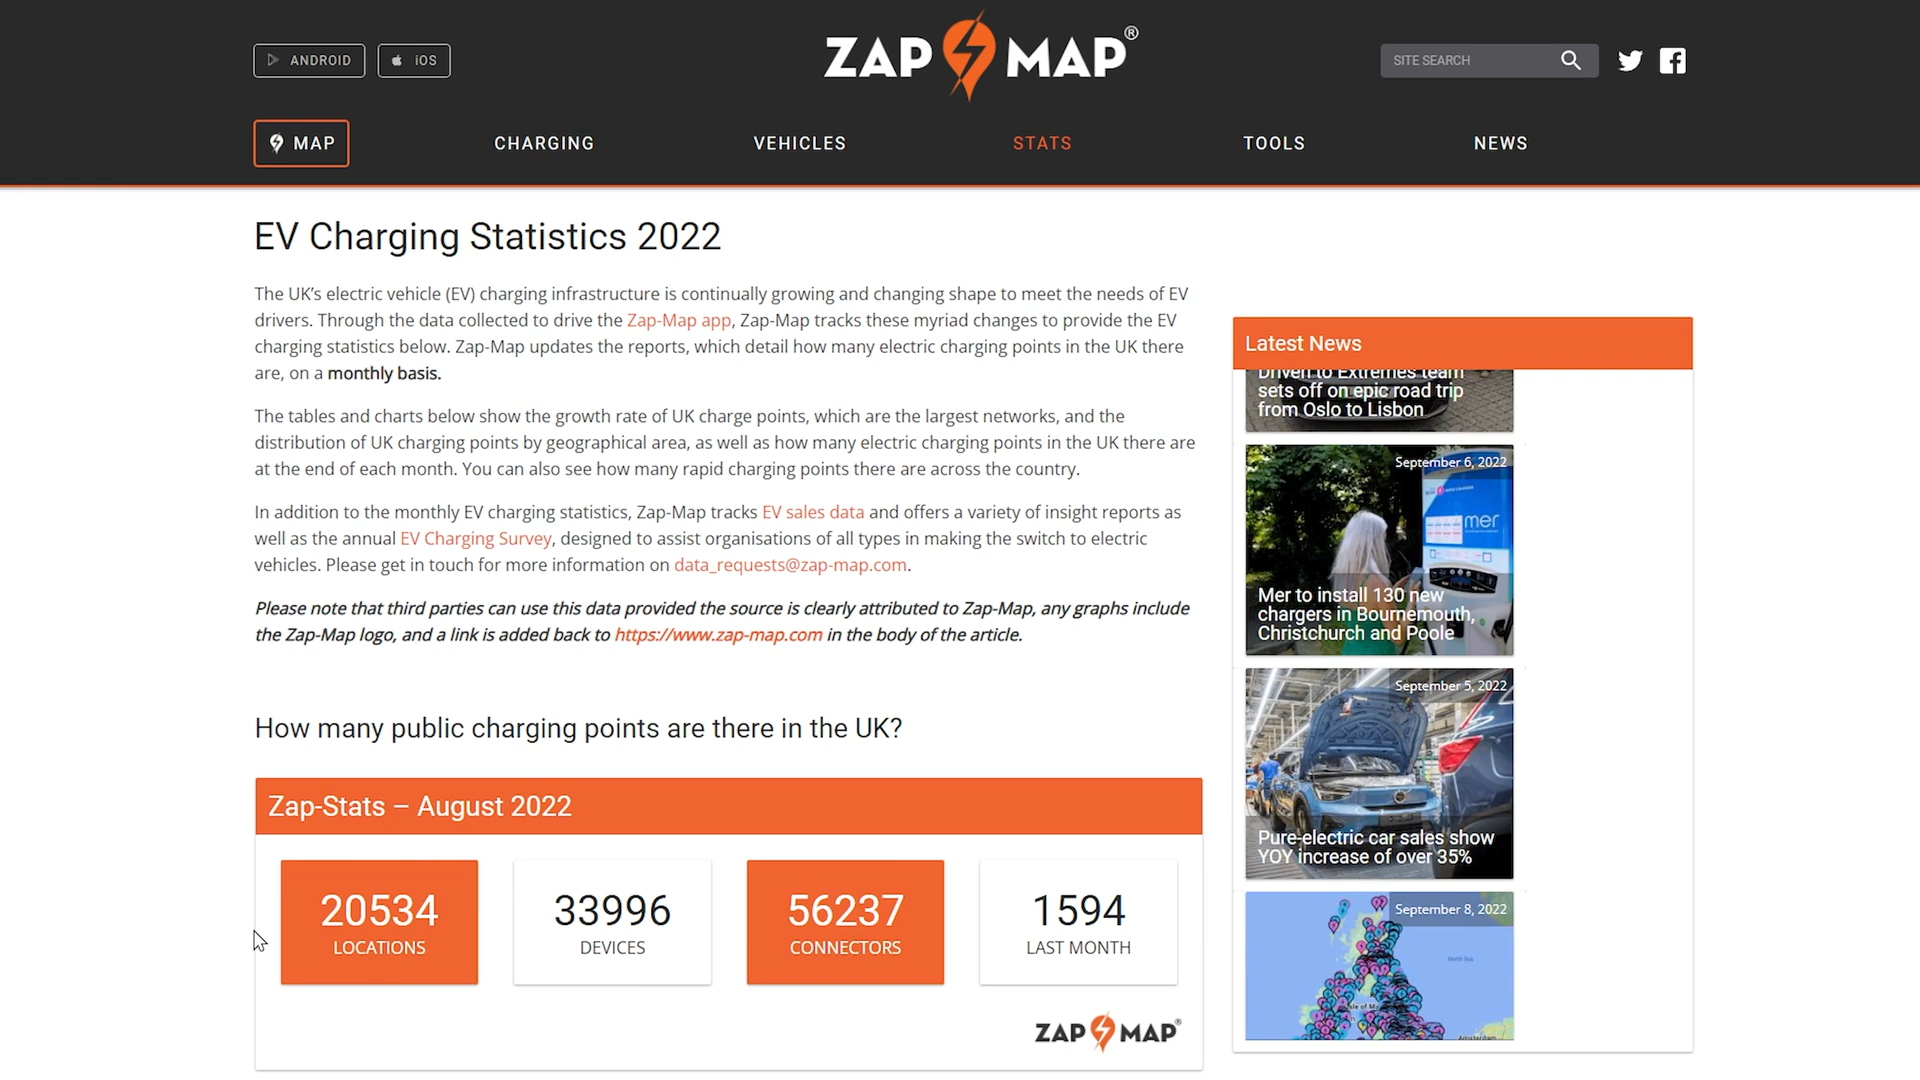 ANDROID
iOS
ZAP MAP®
SITE SEARCH
MAP
CHARGING
VEHICLES
STATS
TOOLS
NEWS
EV Charging Statistics 2022
The UK’s electric vehicle (EV) charging infrastructure is continually growing and changing shape to meet the needs of EV
drivers. Through the data collected to drive the Zap-Map app, Zap-Map tracks these myriad changes to provide the EV
charging statistics below. Zap-Map updates the reports, which detail how many electric charging points in the UK there
are, on a monthly basis.
The tables and charts below show the growth rate of UK charge points, which are the largest networks, and the
distribution of UK charging points by geographical area, as well as how many electric charging points in the UK there are
at the end of each month. You can also see how many rapid charging points there are across the country.
In addition to the monthly EV charging statistics, Zap-Map tracks EV sales data and offers a variety of insight reports as
well as the annual EV Charging Survey, designed to assist organisations of all types in making the switch to electric
vehicles. Please get in touch for more information on data_requests@zap-map.com.
Please note that third parties can use this data provided the source is clearly attributed to Zap-Map, any graphs include
the Zap-Map logo, and a link is added back to https://www.zap-map.com in the body of the article.
How many public charging points are there in the UK?
Zap-Stats – August 2022
20534
LOCATIONS
33996
DEVICES
56237
CONNECTORS
1594
LAST MONTH
ZAP MAP®
Latest News
Driven to Extremes team
sets off on epic road trip
from Oslo to Lisbon
September 6, 2022
mer
Mer to install 130 new
chargers in Bournemouth,
Christchurch and Poole
September 5, 2022
Pure-electric car sales show
YOY increase of over 35%
September 8, 2022
North Sea
Amsterdam